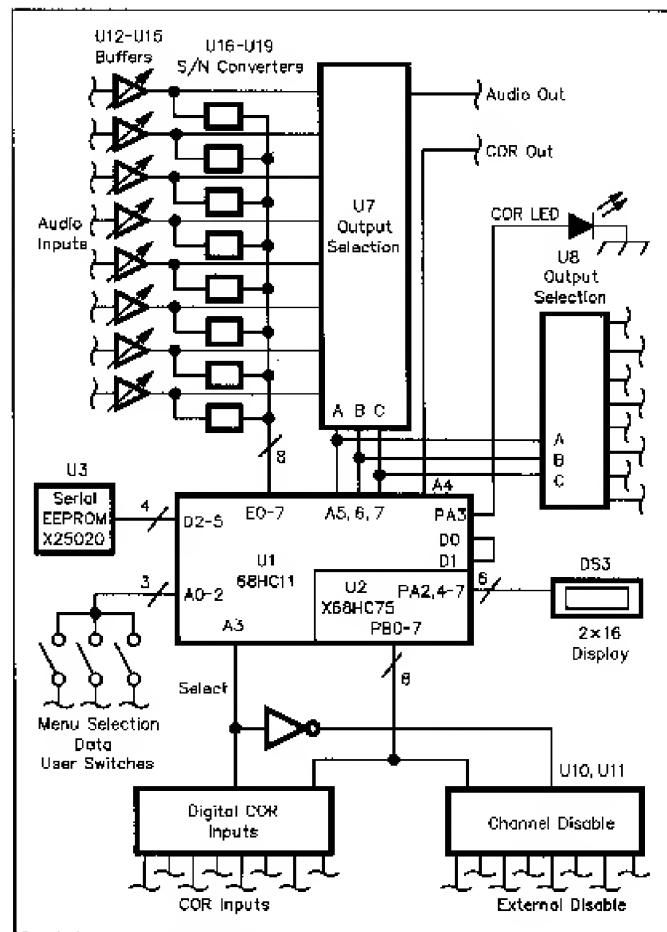 U12-U15
Buffers
U16-U19
S/N Converters
Audio Out
COR Out
U7
Output
Selection
Audio
Inputs
COR LED
U8
Output
Selection
A B C
A
B
C
8
A4
U3
Serial
EEPROM
X25020
4
D2-5
E0-7
A5, 6, 7
PA3
D0
D1
U1
68HC11
U2
X68HC75
PA2, 4-7
PB0-7
6
DS3
2×16
Display
3
A0-2
A3
8
Select
Menu Selection
Data
User Switches
U10, U11
Digital COR
Inputs
Channel Disable
COR Inputs
External Disable